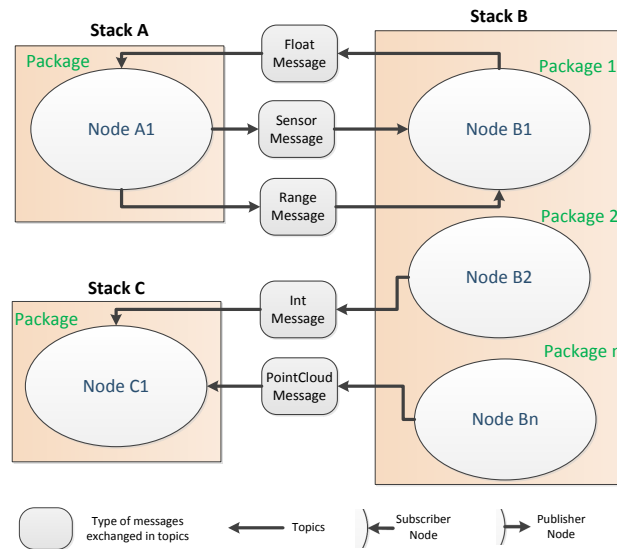 Stack A
Stack B
Package
Float
Message
Package 1
Node A1
Sensor
Message
Node B1
Range
Message
Package 2
Stack C
Package
Int
Message
Node B2
Node C1
PointCloud
Message
Package n
Node Bn
Type of messages
exchanged in topics
Topics
Subscriber
Node
Publisher
Node